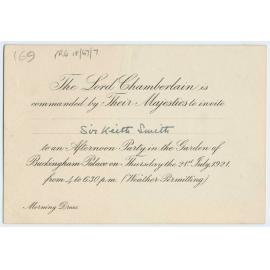 169
PRG 18/47/7
The Lord Chamberlain is
commanded by Their Majesties to invite
Sir Keith Smith
to an Afternoon Party in the Garden of
Buckingham Palace on Thursday the 21st July, 1921,
from 4 to 6.30 p.m. (Weather Permitting)
Morning Dress.